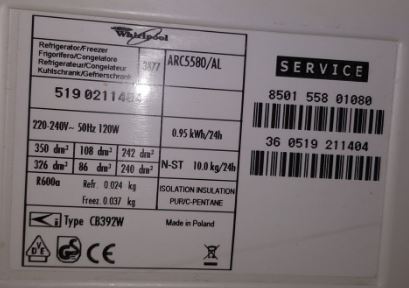 Whirlpool
Refrigerator/Freezer
Frigorifero/Congelatore
Refrigerateur/Congelateur
Kuhlschrank/Gefrierschrank
3877
ARC5580/AL
519 0211404
220-240V~ 50Hz 120W
0.95 kWh/24h
350 dm³ 108 dm³ 242 dm³
326 dm³ 86 dm³ 240 dm³
N-ST 10.0 kg/24h
R600a
Refr. 0.024 kg
Freez. 0.037 kg
ISOLATION INSULATION
PUR/C-PENTANE
Type CB392W
Made in Poland
VDE
CE
SERVICE
8501 558 01080
36 0519 211404